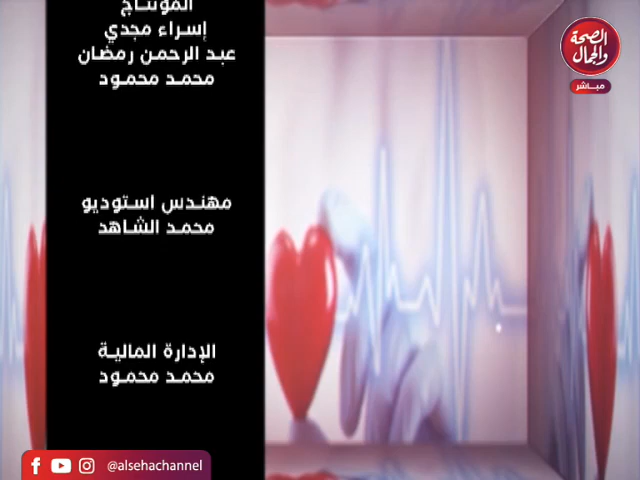 المونتاج
إسراء مجدي
عبد الرحمن رمضان
محمد محمود
مهندس استوديو
محمد الشاهد
الإدارة المالية
محمد محمود
الصحة
والجمال
مباشر
@alsehachannel